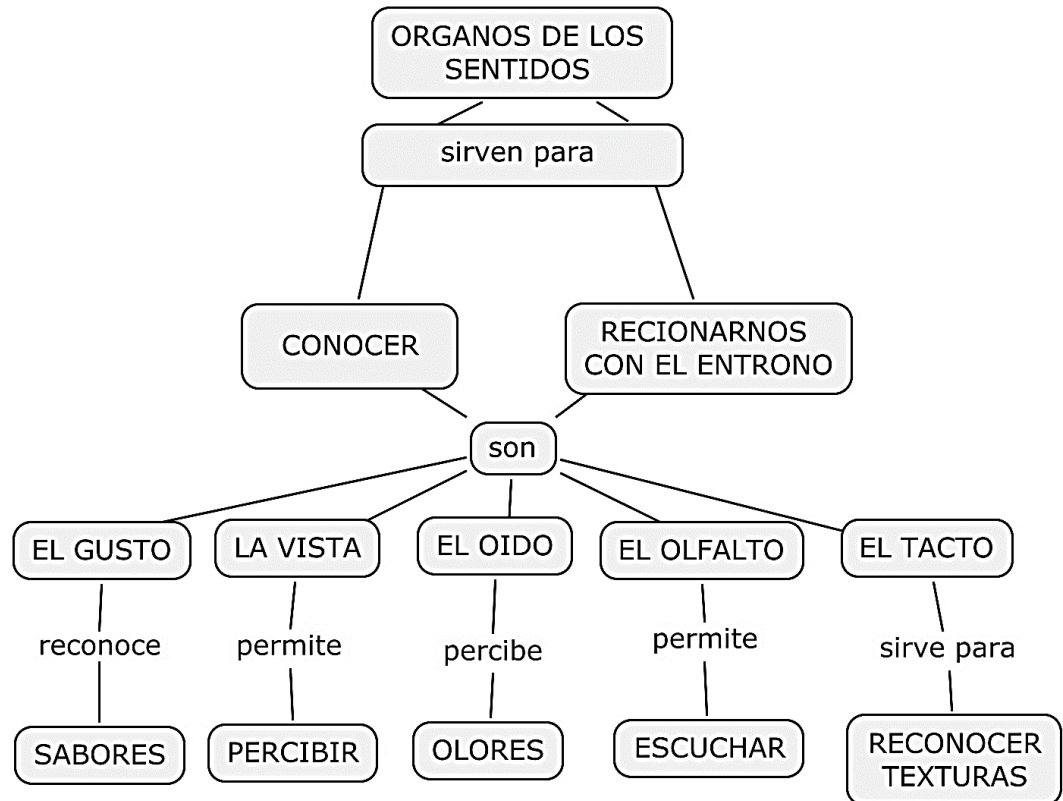 ORGANOS DE LOS
SENTIDOS
sirven para
CONOCER
RECIONARNOS
CON EL ENTRONO
son
EL GUSTO
LA VISTA
EL OIDO
EL OLFALTO
EL TACTO
reconoce
permite
percibe
permite
sirve para
SABORES
PERCIBIR
OLORES
ESCUCHAR
RECONOCER
TEXTURAS